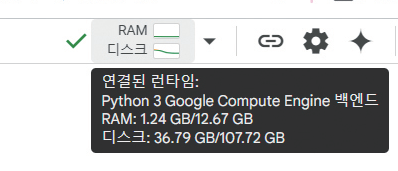 RAM
디스크
연결된 런타임:
Python 3 Google Compute Engine 백엔드
RAM: 1.24 GB/12.67 GB
디스크: 36.79 GB/107.72 GB